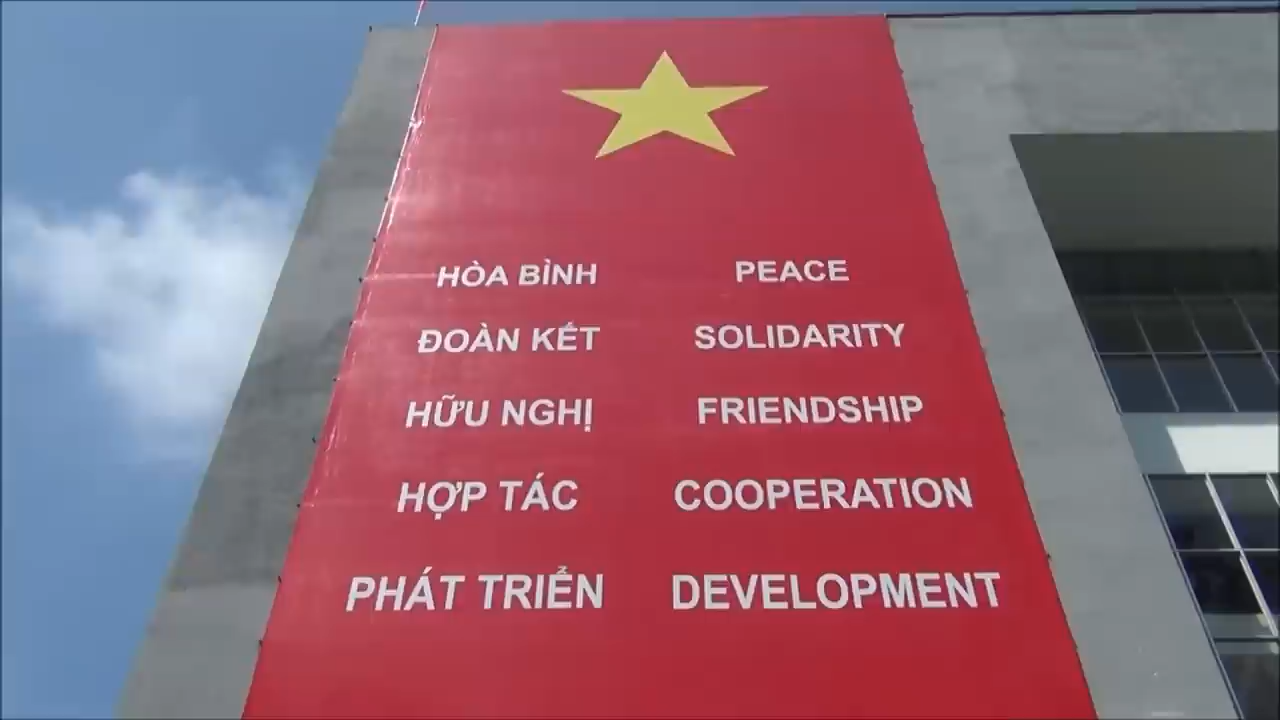 HÒA BÌNH PEACE
ĐOÀN KẾT SOLIDARITY
HỮU NGHỊ FRIENDSHIP
HỢP TÁC COOPERATION
PHÁT TRIỂN DEVELOPMENT